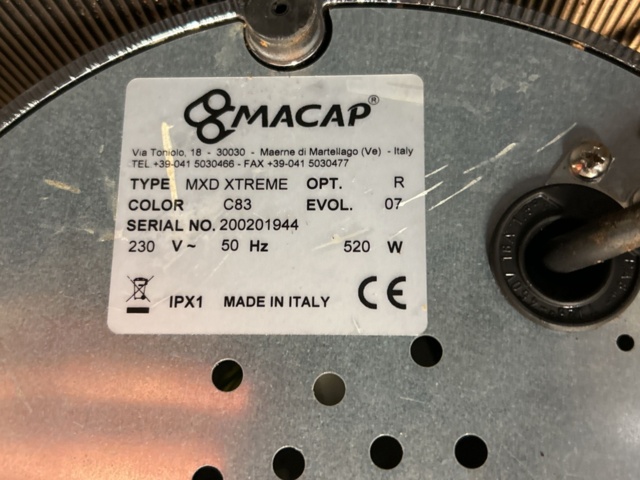 MACAP®
Via Toniolo, 18 - 30030 - Maerne di Martellago (Ve) - Italy
TEL +39-041 5030466 - FAX +39-041 5030477
TYPE MXD XTREME OPT. R
COLOR C83 EVOL. 07
SERIAL NO. 200201944
230 V~ 50 Hz 520 W
IPX1 MADE IN ITALY CE